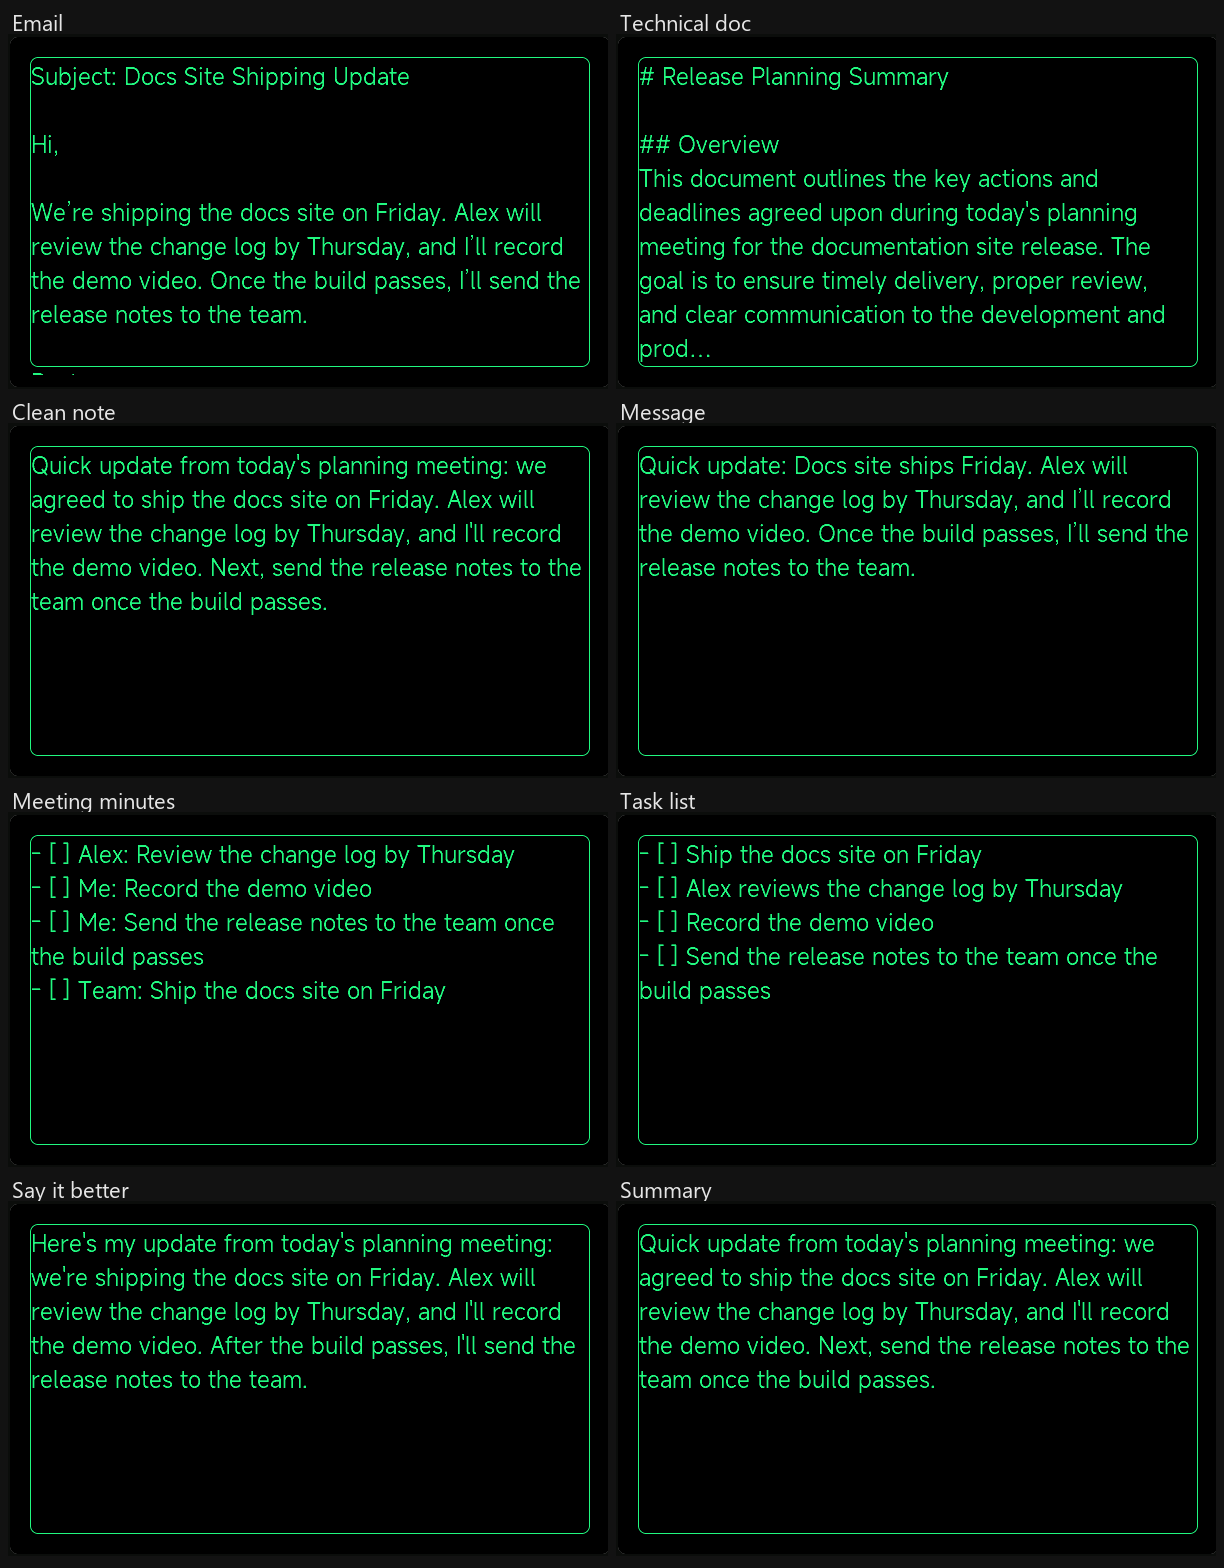 Email
Subject: Docs Site Shipping Update
Hi,
We’re shipping the docs site on Friday. Alex will
review the change log by Thursday, and I’ll record
the demo video. Once the build passes, I’ll send the
release notes to the team.
Technical doc
# Release Planning Summary
## Overview
This document outlines the key actions and
deadlines agreed upon during today's planning
meeting for the documentation site release. The
goal is to ensure timely delivery, proper review,
and clear communication to the development and
prod...
Clean note
Quick update from today's planning meeting: we
agreed to ship the docs site on Friday. Alex will
review the change log by Thursday, and I'll record
the demo video. Next, send the release notes to the
team once the build passes.
Message
Quick update: Docs site ships Friday. Alex will
review the change log by Thursday, and I’ll record
the demo video. Once the build passes, I’ll send the
release notes to the team.
Meeting minutes
- [ ] Alex: Review the change log by Thursday
- [ ] Me: Record the demo video
- [ ] Me: Send the release notes to the team once
the build passes
- [ ] Team: Ship the docs site on Friday
Task list
- [ ] Ship the docs site on Friday
- [ ] Alex reviews the change log by Thursday
- [ ] Record the demo video
- [ ] Send the release notes to the team once the
build passes
Say it better
Here's my update from today's planning meeting:
we're shipping the docs site on Friday. Alex will
review the change log by Thursday, and I'll record
the demo video. After the build passes, I'll send the
release notes to the team.
Summary
Quick update from today's planning meeting: we
agreed to ship the docs site on Friday. Alex will
review the change log by Thursday, and I'll record
the demo video. Next, send the release notes to the
team once the build passes.